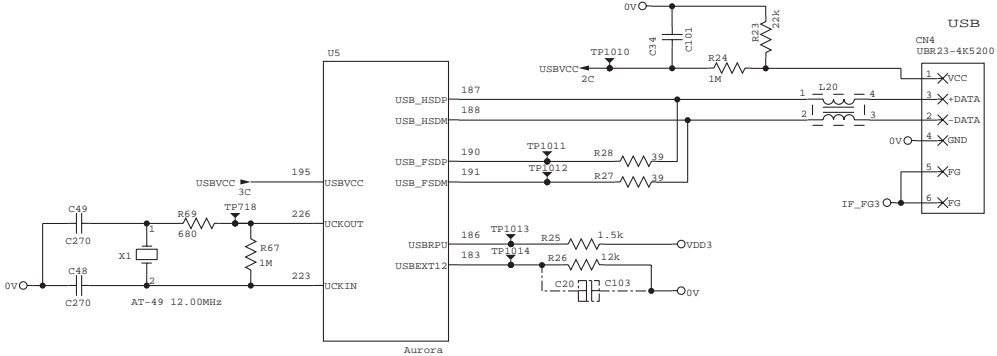 0V
C34
C101
R23
22k
USB
CN4
UBR23-4K5200
U5
TP1010
R24
1M
USBVCC
2C
1 VCC
187
USB_HSDP
1 L20 4
3 +DATA
188
USB_HSDM
2 3
2 -DATA
0V
4 GND
190
USB_FSDP
TP1011
R28
39
191
USB_FSDM
TP1012
R27
39
5 FG
6 FG
IF_FG3
USBVCC
3C
195
USBVCC
C49
C270
R69
680
TP718
226
UCKOUT
1
X1
2
R67
1M
C48
C270
0V
223
UCKIN
AT-49 12.00MHz
186
USBRPU
TP1013
R25
1.5k
VDD3
183
USBEXT12
TP1014
R26
12k
C20
C103
0V
Aurora